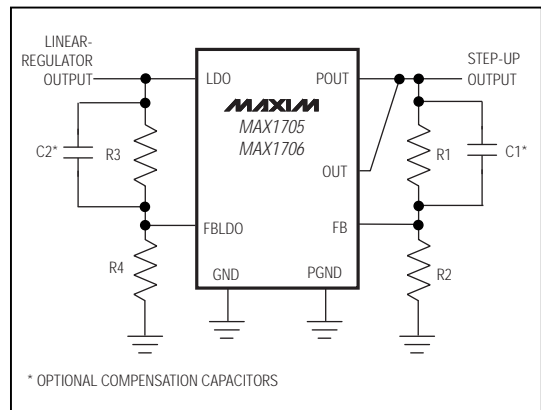 LINEAR-
REGULATOR
OUTPUT
STEP-UP
OUTPUT
LDO
POUT
MAXIM
MAX1705
MAX1706
C2*
R3
R1
C1*
OUT
FBLDO
FB
R4
R2
GND
PGND
* OPTIONAL COMPENSATION CAPACITORS